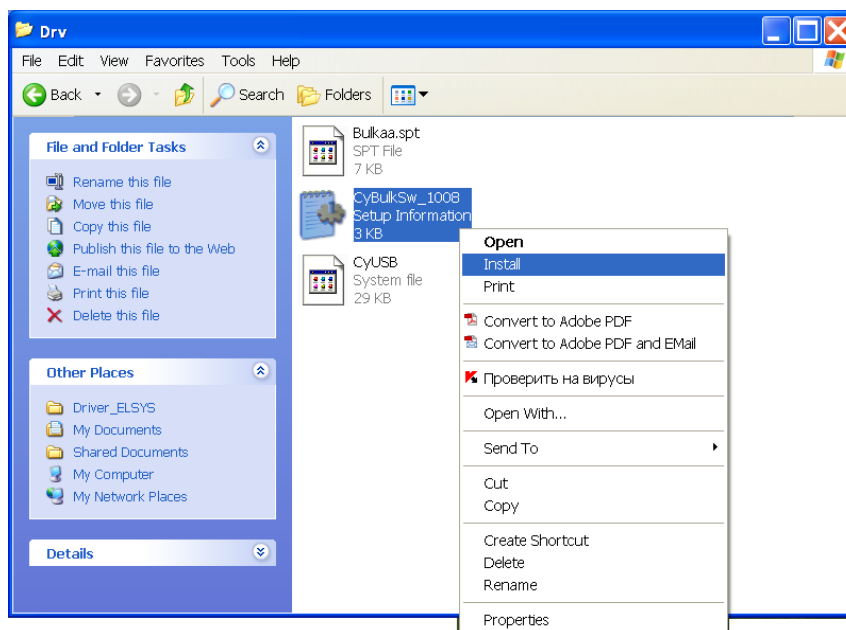 Drv
File Edit View Favorites Tools Help
Back Search Folders
File and Folder Tasks
Rename this file
Move this file
Copy this file
Publish this file to the Web
E-mail this file
Print this file
Delete this file
Other Places
Driver_ELSYS
My Documents
Shared Documents
My Computer
My Network Places
Details
Bulkaa.spt
SPT File
7 KB
CyBulkSw_1008
Setup Information
3 KB
CyUSB
System file
29 KB
Open
Install
Print
Convert to Adobe PDF
Convert to Adobe PDF and EMail
Проверить на вирусы
Open With...
Send To
Cut
Copy
Create Shortcut
Delete
Rename
Properties